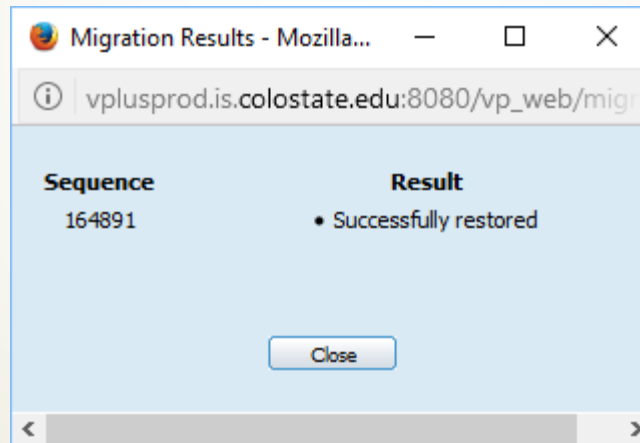 Migration Results - Mozilla...
vplusprod.is.colostate.edu:8080/vp_web/migr
Sequence Result
164891 • Successfully restored
Close